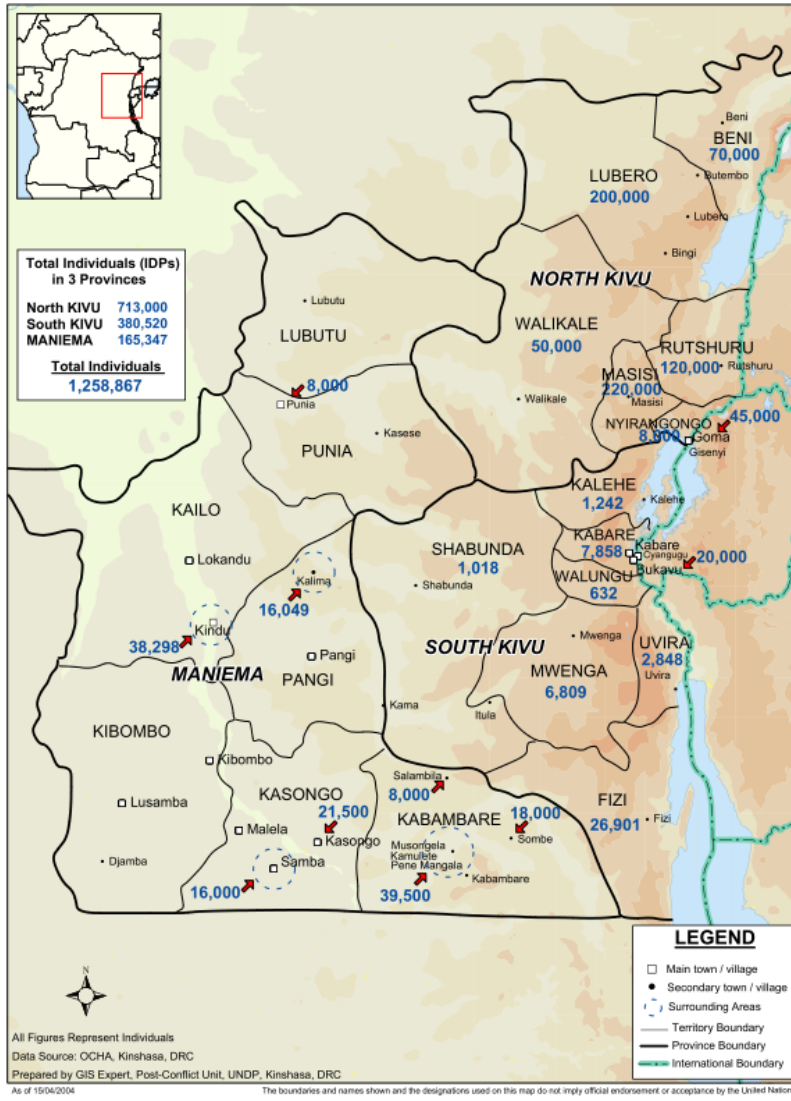 Total Individuals (IDPs)
in 3 Provinces
North KIVU 713,000
South KIVU 380,520
MANIEMA 165,347
Total Individuals
1,258,867
Beni
BENI
70,000
LUBERO
200,000
Butembo
Lubero
Bingi
NORTH KIVU
Lubutu
LUBUTU
WALIKALE
50,000
RUTSHURU
120,000
Rutshuru
MASISI
220,000
Masisi
8,000
Punia
Walikale
45,000
NYIRANGONGO
8,000
Goma
Gisenyi
Kasese
PUNIA
KALEHE
1,242
Kalehe
KAILO
KABARE
7,858
Kabare
Cyangugu
Bukavu
20,000
SHABUNDA
1,018
Shabunda
WALUNGU
632
Lokandu
Kalima
16,049
Kindu
38,298
Pangi
PANGI
MANIEMA
SOUTH KIVU
Mwenga
MWENGA
6,809
UVIRA
2,848
Uvira
Kama
Itula
KIBOMBO
Kibombo
Lusamba
Djamba
KASONGO
21,500
Malela
Kasongo
Samba
16,000
Salambila
8,000
KABAMBARE
18,000
Sombe
Musongela
Kamulete
Pene Mangala
Kabambare
39,500
FIZI
26,901
Fizi
N
LEGEND
Main town / village
Secondary town / village
Surrounding Areas
Territory Boundary
Province Boundary
International Boundary
All Figures Represent Individuals
Data Source: OCHA, Kinshasa, DRC
Prepared by GIS Expert, Post-Conflict Unit, UNDP, Kinshasa, DRC
As of 15/04/2004
The boundaries and names shown and the designations used on this map do not imply official endorsement or acceptance by the United Nation